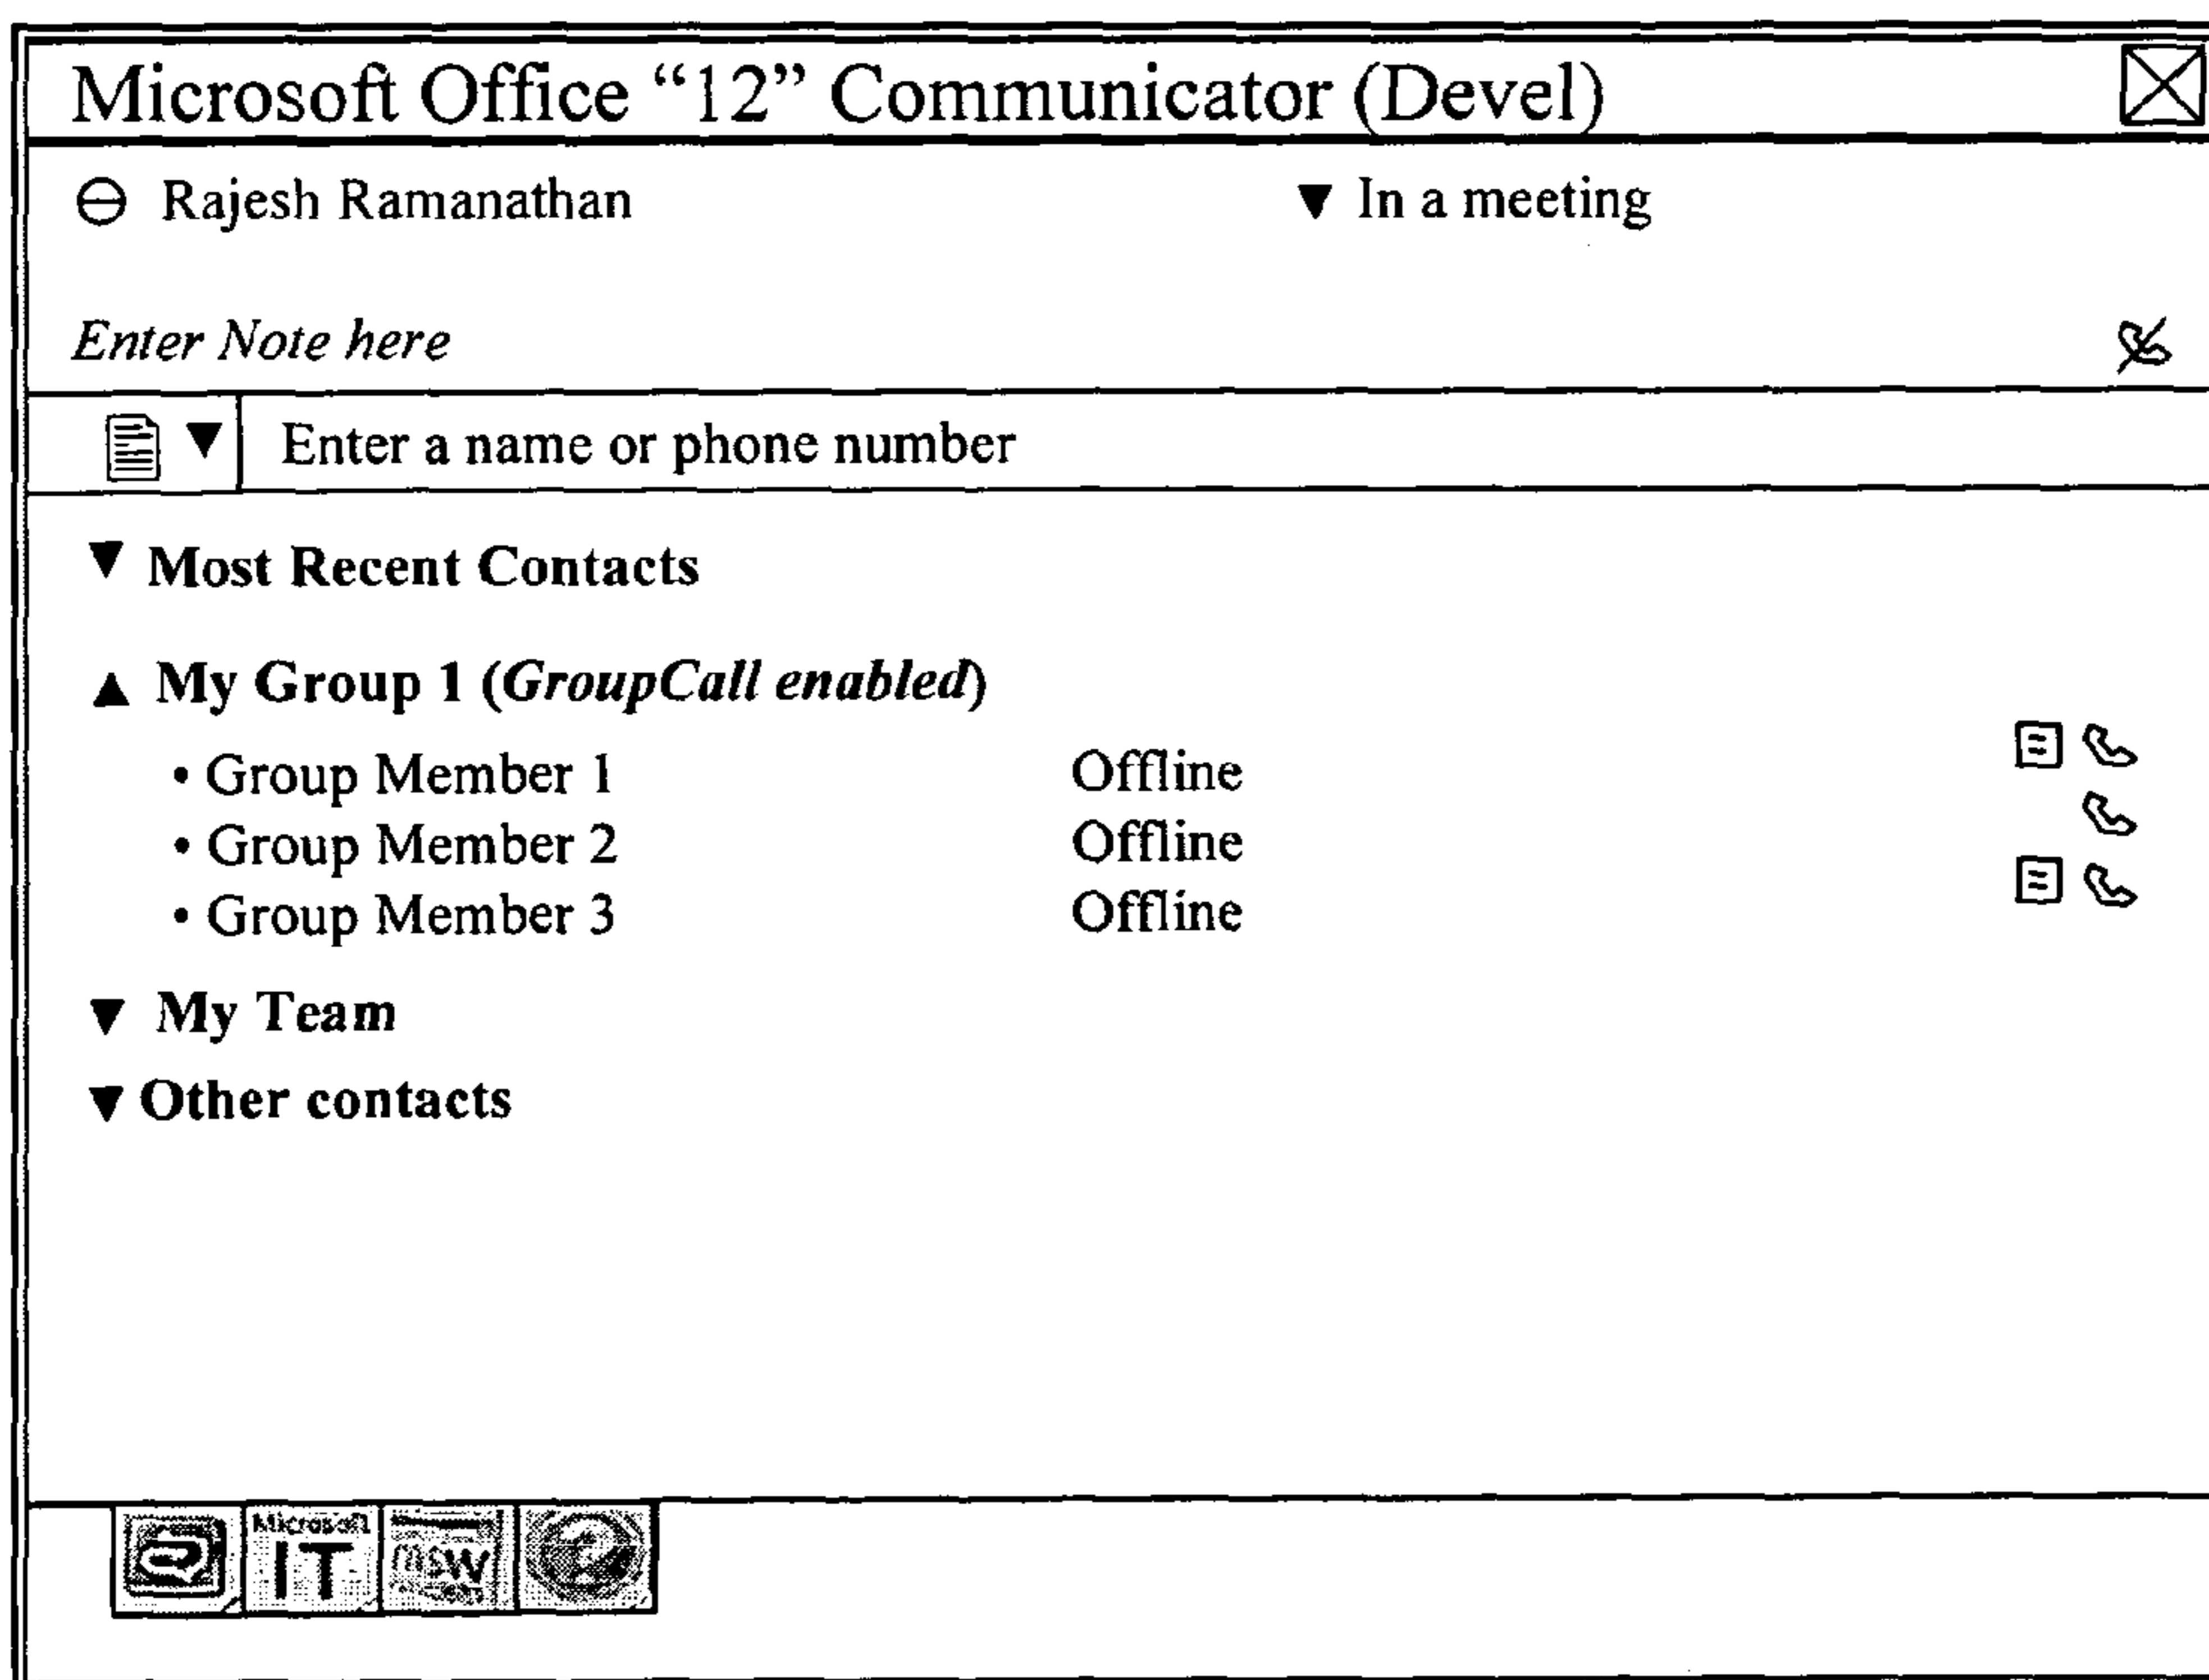 Microsoft Office “12” Communicator (Devel)
Rajesh Ramanathan ▼ In a meeting
Enter Note here
▼ Enter a name or phone number
▼ Most Recent Contacts
▲ My Group 1 (GroupCall enabled)
• Group Member 1 Offline
• Group Member 2 Offline
• Group Member 3 Offline
▼ My Team
▼ Other contacts
Microsoft
IT
msw